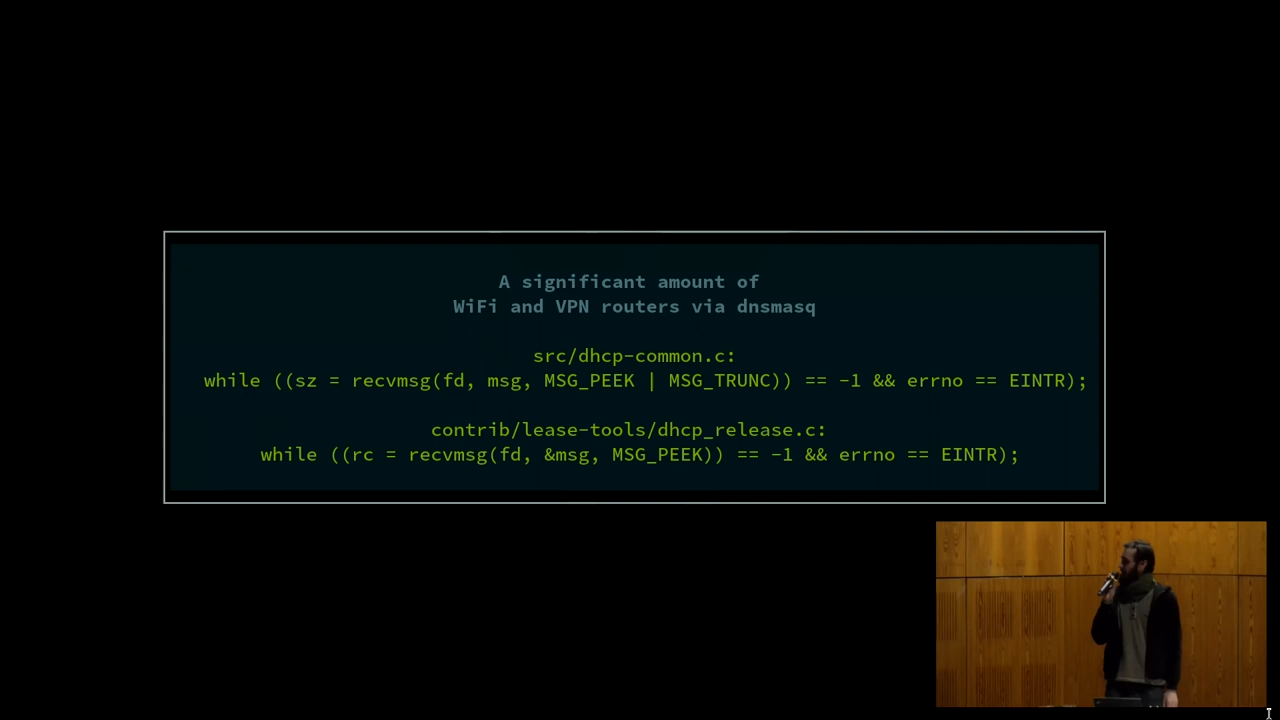 A significant amount of
WiFi and VPN routers via dnsmasq
src/dhcp-common.c:
while ((sz = recvmsg(fd, msg, MSG_PEEK | MSG_TRUNC)) == -1 && errno == EINTR);
contrib/lease-tools/dhcp_release.c:
while ((rc = recvmsg(fd, &msg, MSG_PEEK)) == -1 && errno == EINTR);